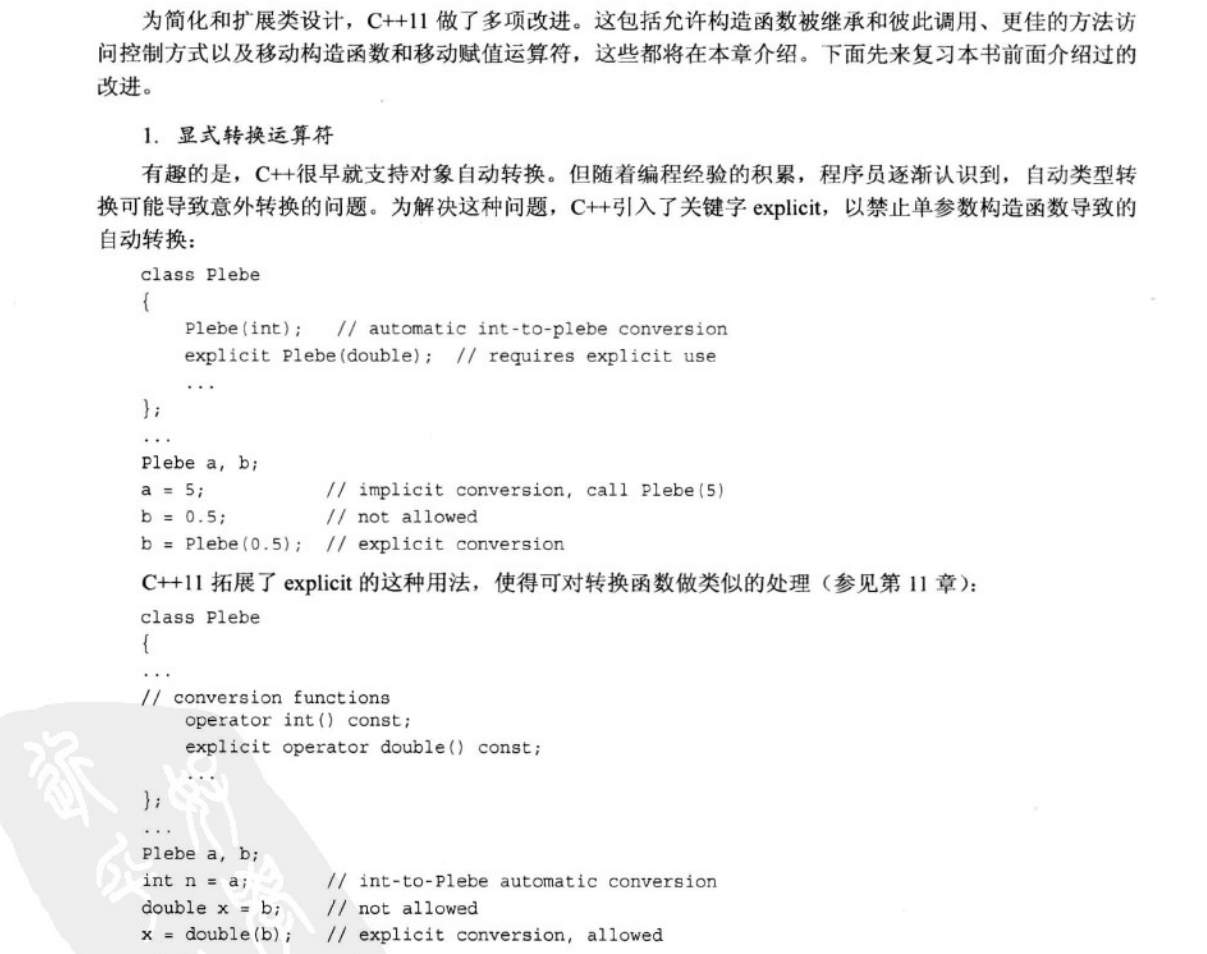 为简化和扩展类设计，C++11 做了多项改进。这包括允许构造函数被继承和彼此调用、更佳的方法访
问控制方式以及移动构造函数和移动赋值运算符，这些都将在本章介绍。下面先来复习本书前面介绍过的
改进。
1. 显式转换运算符
有趣的是，C++很早就支持对象自动转换。但随着编程经验的积累，程序员逐渐认识到，自动类型转
换可能导致意外转换的问题。为解决这种问题，C++引入了关键字 explicit，以禁止单参数构造函数导致的
自动转换：
class Plebe
{
    Plebe(int);   // automatic int-to-plebe conversion
    explicit Plebe(double);  // requires explicit use
    ...
};
...
Plebe a, b;
a = 5;           // implicit conversion, call Plebe(5)
b = 0.5;         // not allowed
b = Plebe(0.5);  // explicit conversion
C++11 拓展了 explicit 的这种用法，使得可对转换函数做类似的处理（参见第 11 章）：
class Plebe
{
...
// conversion functions
    operator int() const;
    explicit operator double() const;
    ...
};
...
Plebe a, b;
int n = a;       // int-to-Plebe automatic conversion
double x = b;    // not allowed
x = double(b);   // explicit conversion, allowed